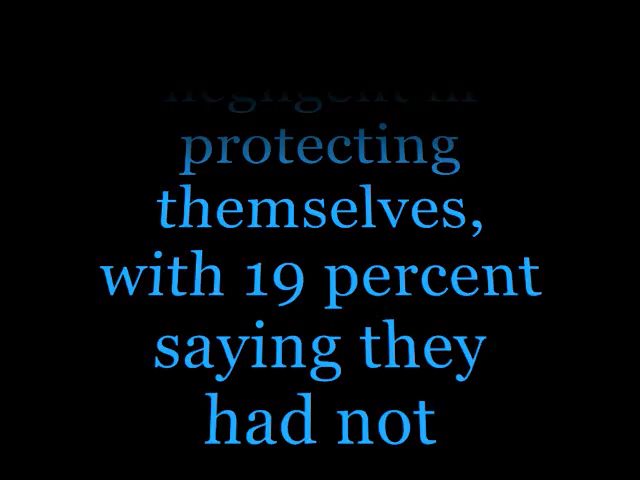 negligent in
protecting
themselves,
with 19 percent
saying they
had not